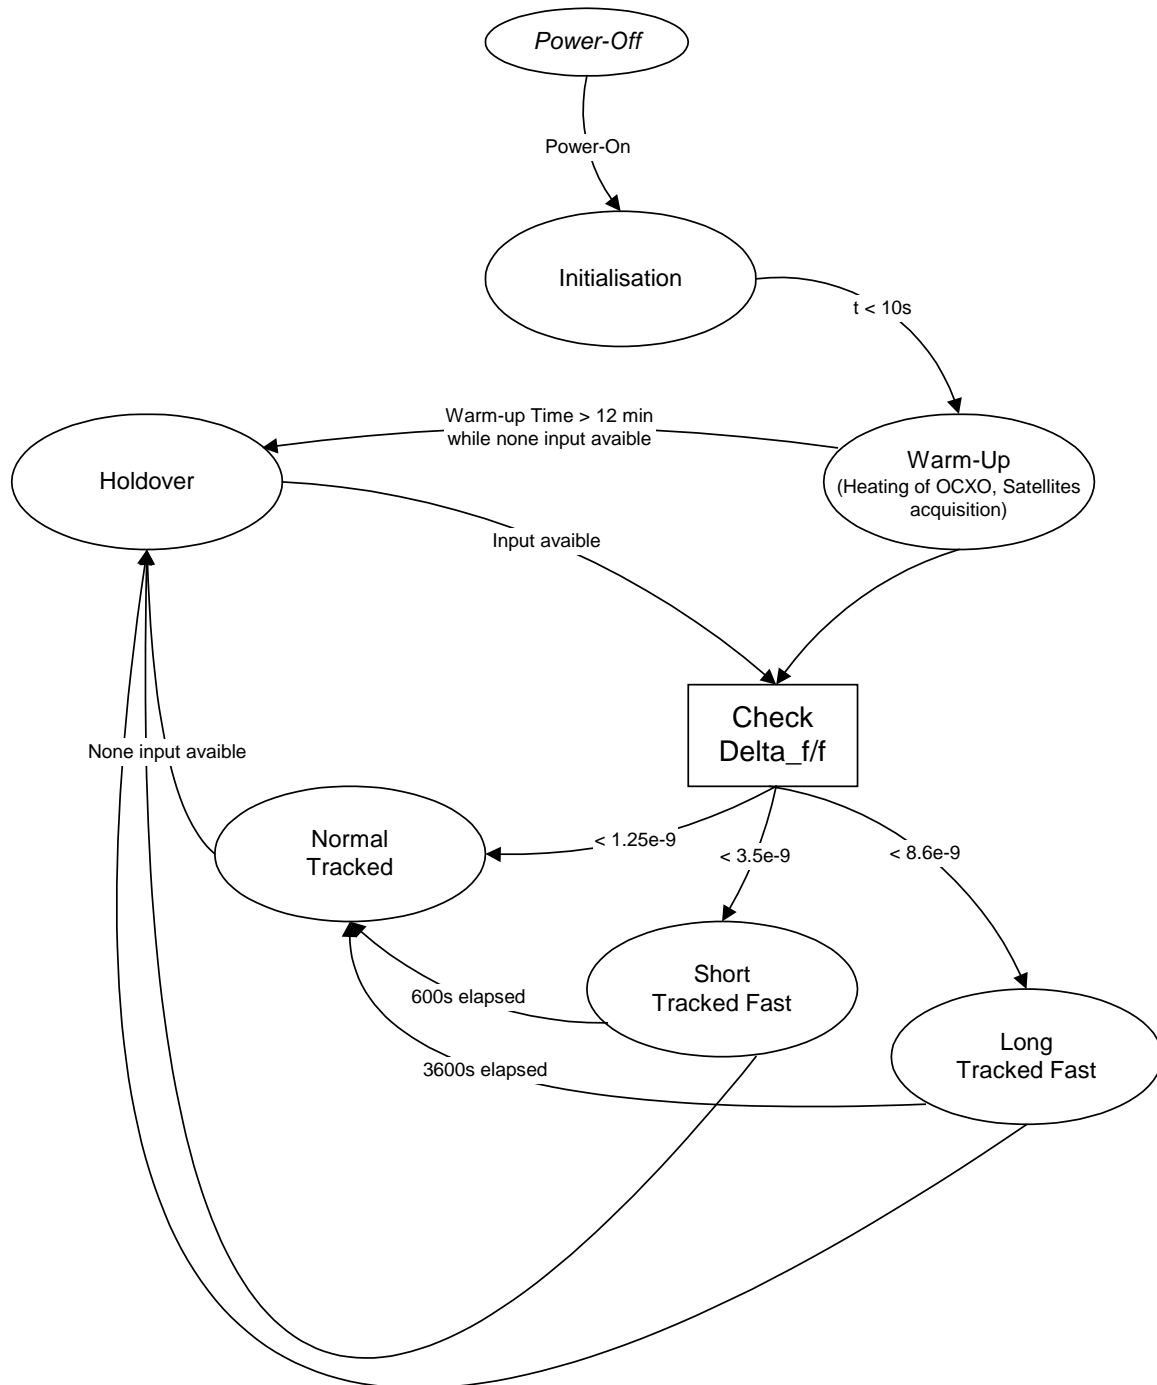 Power-Off
Power-On
Initialisation
t < 10s
Warm-up Time > 12 min
while none input avaible
Warm-Up
(Heating of OCXO, Satellites
acquisition)
Holdover
Input avaible
Check
Delta_f/f
None input avaible
Normal
Tracked
< 1.25e-9
< 3.5e-9
< 8.6e-9
Short
Tracked Fast
600s elapsed
Long
Tracked Fast
3600s elapsed